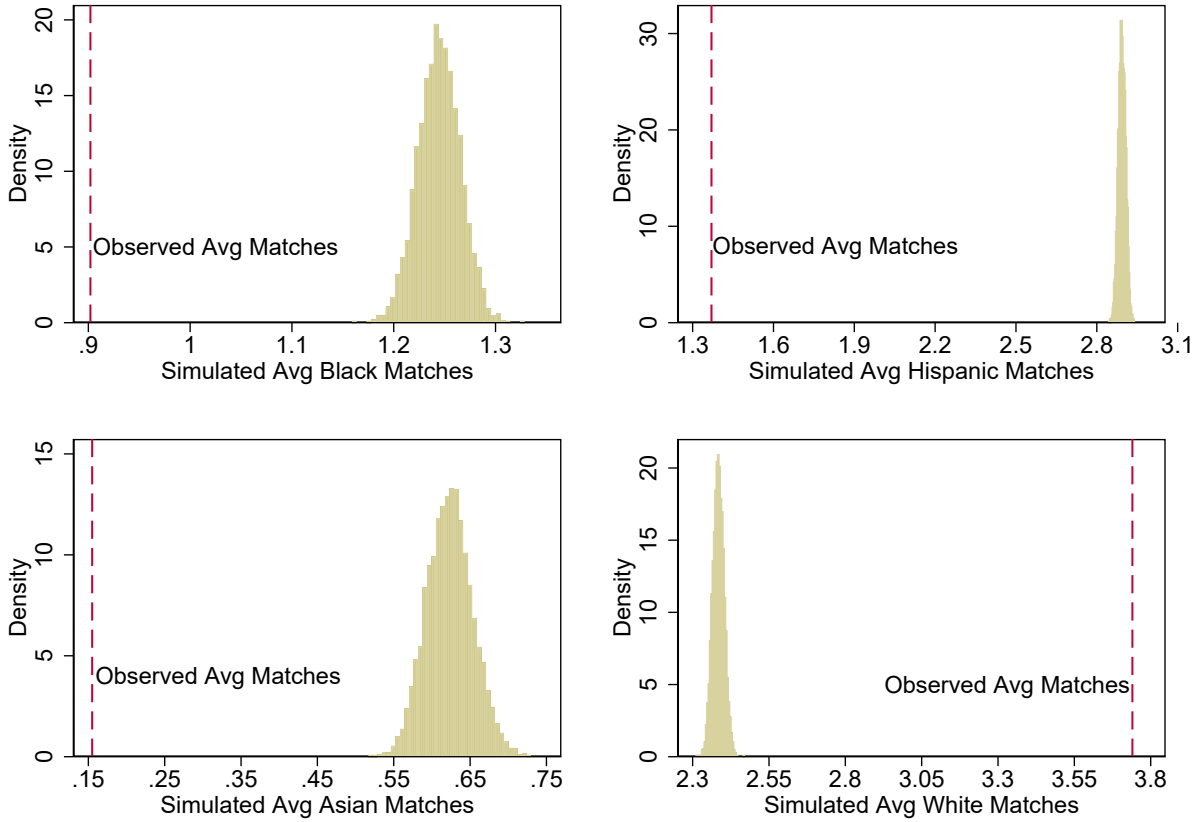 Density
20
15
10
5
0
Observed Avg Matches
.9 1 1.1 1.2 1.3
Simulated Avg Black Matches
Density
30
20
10
0
Observed Avg Matches
1.3 1.6 1.9 2.2 2.5 2.8 3.1
Simulated Avg Hispanic Matches
Density
15
10
5
0
Observed Avg Matches
.15 .25 .35 .45 .55 .65 .75
Simulated Avg Asian Matches
Density
20
15
10
5
0
Observed Avg Matches
2.3 2.55 2.8 3.05 3.3 3.55 3.8
Simulated Avg White Matches